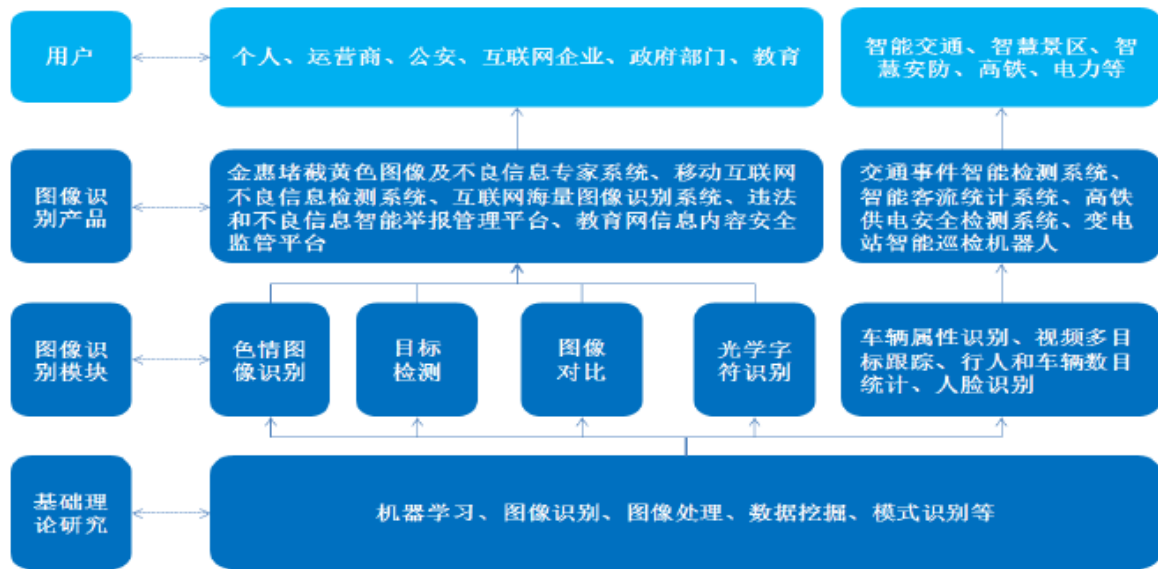 用户
个人、运营商、公安、互联网企业、政府部门、教育
智能交通、智慧景区、智
慧安防、高铁、电力等
图像识
别产品
金惠堵截黄色图像及不良信息专家系统、移动互联网
不良信息检测系统、互联网海量图像识别系统、违法
和不良信息智能举报管理平台、教育网信息内容安全
监管平台
交通事件智能检测系统、
智能客流统计系统、高铁
供电安全检测系统、变电
站智能巡检机器人
图像识
别模块
色情图
像识别
目标
检测
图像
对比
光学字
符识别
车辆属性识别、视频多目
标跟踪、行人和车辆数目
统计、人脸识别
基础理
论研究
机器学习、图像识别、图像处理、数据挖掘、模式识别等